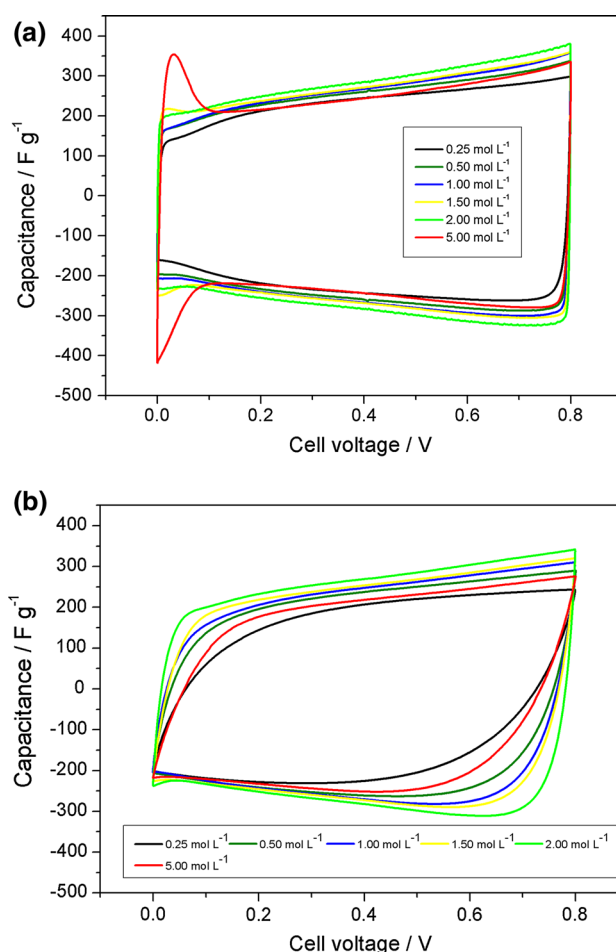 (a)
400
300
200
100
0
-100
-200
-300
-400
-500
Capacitance / F g⁻¹
0.25 mol L⁻¹
0.50 mol L⁻¹
1.00 mol L⁻¹
1.50 mol L⁻¹
2.00 mol L⁻¹
5.00 mol L⁻¹
0.0 0.2 0.4 0.6 0.8
Cell voltage / V
(b)
400
300
200
100
0
-100
-200
-300
-400
-500
Capacitance / F g⁻¹
0.25 mol L⁻¹ 0.50 mol L⁻¹ 1.00 mol L⁻¹ 1.50 mol L⁻¹ 2.00 mol L⁻¹
5.00 mol L⁻¹
0.0 0.2 0.4 0.6 0.8
Cell voltage / V